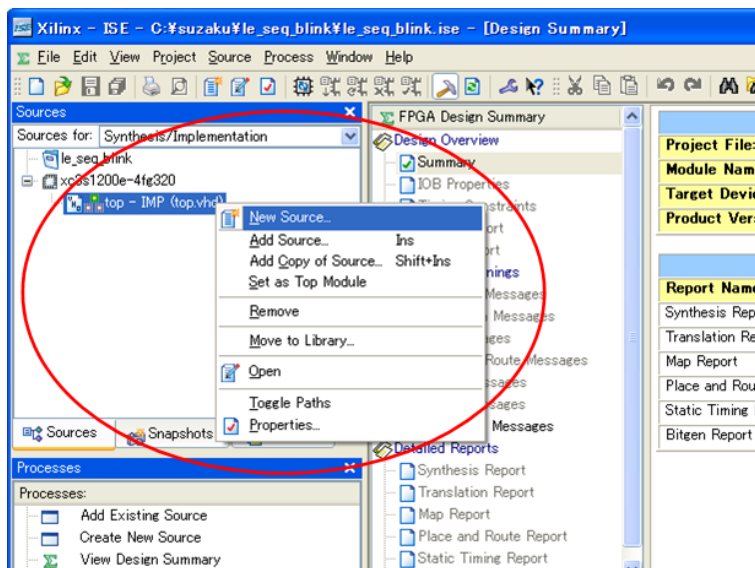 Xilinx - ISE - C:¥suzaku¥le_seq_blink¥le_seq_blink.ise - [Design Summary]
File Edit View Project Source Process Window Help
Sources
Sources for: Synthesis/Implementation
le_seq_blink
xc3s1200e-4fg320
top - IMP (top.vhd)
New Source...
Add Source... Ins
Add Copy of Source... Shift+Ins
Set as Top Module
Remove
Move to Library...
Open
Toggle Paths
Properties...
Sources
Snapshots
Processes
Processes:
Add Existing Source
Create New Source
View Design Summary
FPGA Design Summary
Design Overview
Summary
IOB Properties
Messages
Messages
Route Messages
Messages
Detailed Reports
Synthesis Report
Translation Report
Map Report
Place and Route Report
Static Timing Report
Project File:
Module Nam
Target Devi
Product Ver
Report Name
Synthesis Rep
Translation Re
Map Report
Place and Rou
Static Timing
Bitgen Report